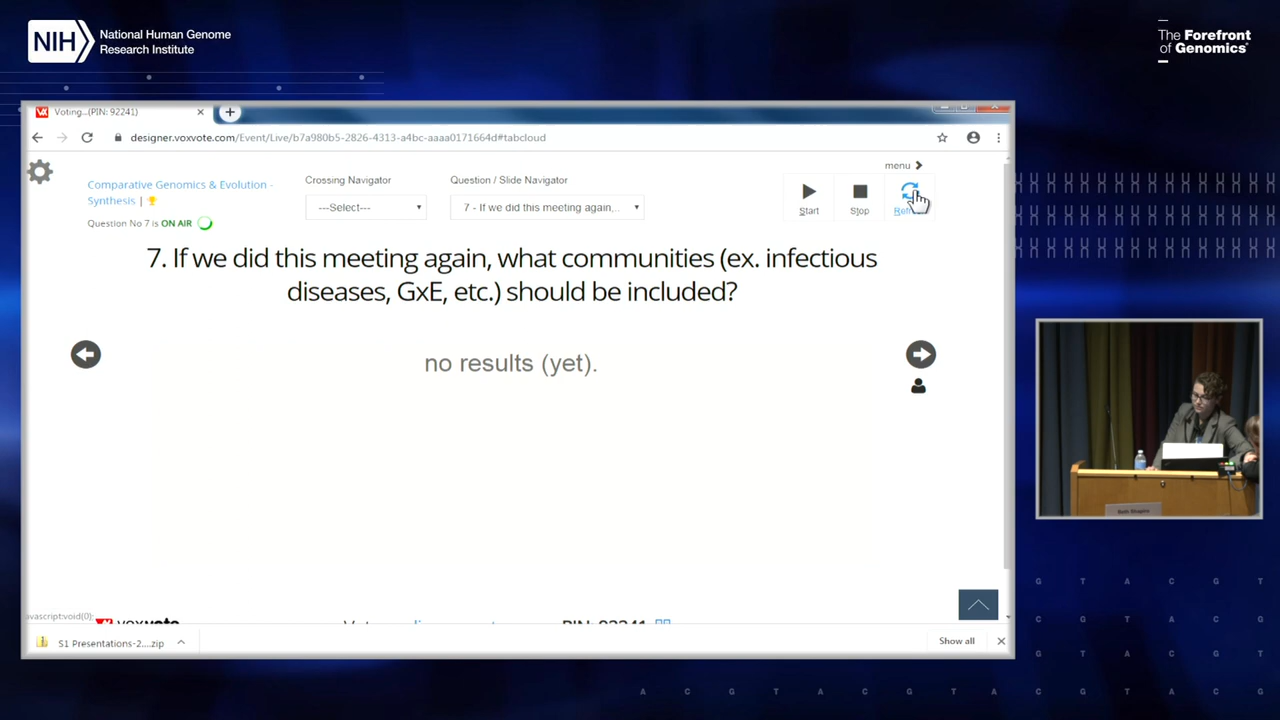 NIH
National Human Genome
Research Institute
The Forefront
of Genomics®
Voting...(PIN: 92241)
designer.voxvote.com/Event/Live/b7a980b5-2826-4313-a4bc-aaaa0171664d#tabcloud
menu
Comparative Genomics & Evolution -
Synthesis |
Crossing Navigator
Question / Slide Navigator
---Select---
7 - If we did this meeting again,...
Start
Stop
Question No 7 is ON AIR
7. If we did this meeting again, what communities (ex. infectious
diseases, GxE, etc.) should be included?
no results (yet).
avascript:void(0);
S1 Presentations-2....zip
Show all
Beth Shapiro
G T A C G T
A C G T A C G T A C G T